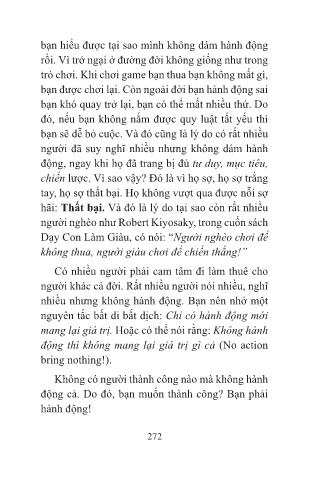 bạn hiểu được tại sao mình không dám hành động
rồi. Vì trở ngại ở đường đời không giống như trong
trò chơi. Khi chơi game bạn thua bạn không mất gì,
bạn được chơi lại. Còn ngoài đời bạn hành động sai
bạn khó quay trở lại, bạn có thể mất nhiều thứ. Do
đó, nếu bạn không nắm được quy luật tất yếu thì
bạn sẽ dễ bỏ cuộc. Và đó cũng là lý do có rất nhiều
người đã suy nghĩ nhiều nhưng không dám hành
động, ngay khi họ đã trang bị đủ tư duy, mục tiêu,
chiến lược. Vì sao vậy? Đó là vì họ sợ, họ sợ trắng
tay, họ sợ thất bại. Họ không vượt qua được nỗi sợ
hãi: Thất bại. Và đó là lý do tại sao còn rất nhiều
người nghèo như Robert Kiyosaky, trong cuốn sách
Dạy Con Làm Giàu, có nói: “Người nghèo chơi để
không thua, người giàu chơi để chiến thắng!”
Có nhiều người phải cam tâm đi làm thuê cho
người khác cả đời. Rất nhiều người nói nhiều, nghĩ
nhiều nhưng không hành động. Bạn nên nhớ một
nguyên tắc bất di bất dịch: Chỉ có hành động mới
mang lại giá trị. Hoặc có thể nói rằng: Không hành
động thì không mang lại giá trị gì cả (No action
bring nothing!).
Không có người thành công nào mà không hành
động cả. Do đó, bạn muốn thành công? Bạn phải
hành động!
272